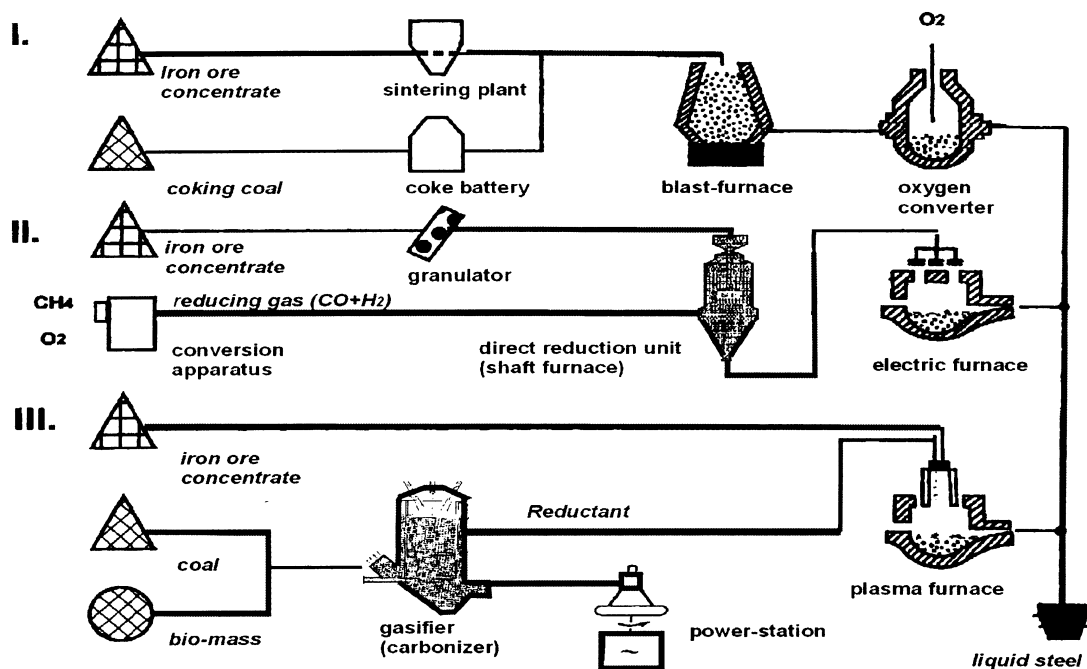 I.
O2
Iron ore
concentrate
sintering plant
coking coal
coke battery
blast-furnace
oxygen
converter
II.
iron ore
concentrate
granulator
CH4
O2
reducing gas (CO+H2)
conversion
apparatus
direct reduction unit
(shaft furnace)
electric furnace
III.
iron ore
concentrate
Reductant
coal
bio-mass
gasifier
(carbonizer)
~
power-station
plasma furnace
liquid steel